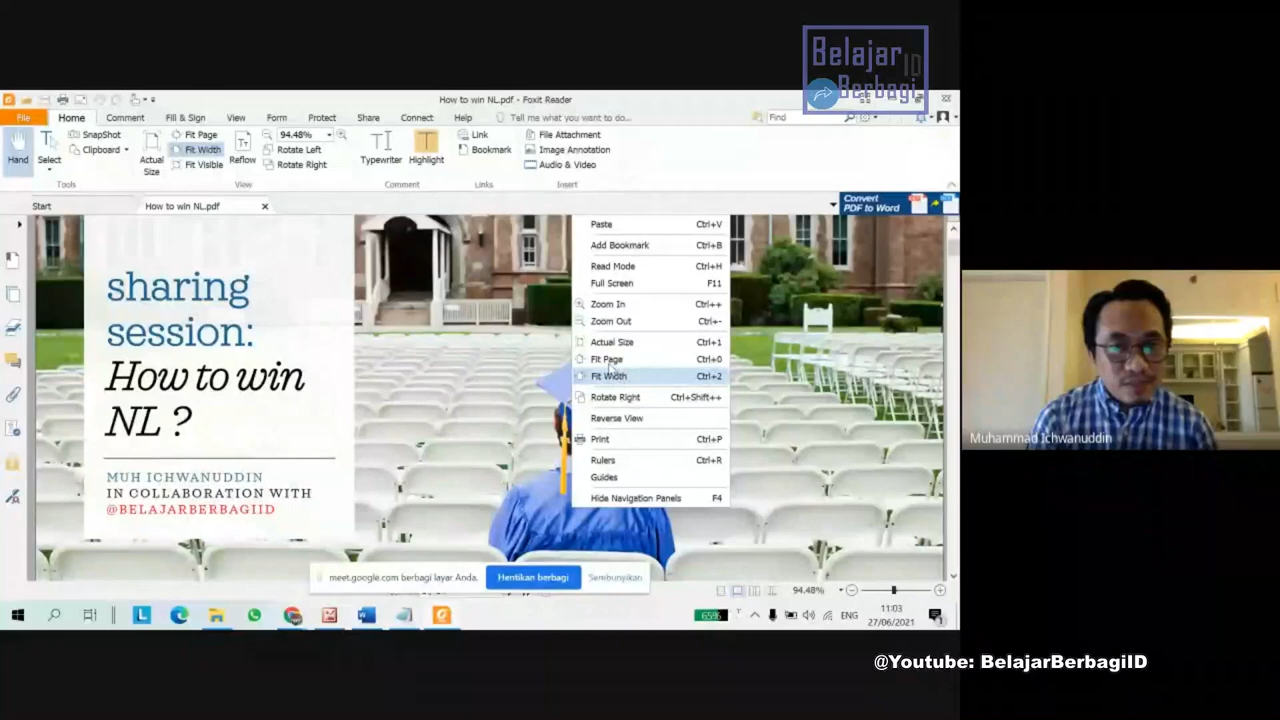 Belajar ID
Berbagi
How to win NL.pdf - Foxit Reader
File
Home
Comment
Fill & Sign
View
Form
Protect
Share
Connect
Help
Tell me what you want to do...
Find
Hand
Select
SnapShot
Clipboard
Tools
Actual
Size
Fit Page
Fit Width
Fit Visible
Reflow
94.48%
Rotate Left
Rotate Right
View
Typewriter
Highlight
Comment
Link
Bookmark
Links
File Attachment
Image Annotation
Audio & Video
Insert
Start
How to win NL.pdf
Convert
PDF to Word
sharing
session:
How to win
NL ?
MUH ICHWANUDDIN
IN COLLABORATION WITH
@BELAJARBERBAGIID
Paste Ctrl+V
Add Bookmark Ctrl+B
Read Mode Ctrl+H
Full Screen F11
Zoom In Ctrl++
Zoom Out Ctrl+-
Actual Size Ctrl+1
Fit Page Ctrl+0
Fit Width Ctrl+2
Rotate Right Ctrl+Shift++
Reverse View
Print Ctrl+P
Rulers Ctrl+R
Guides
Hide Navigation Panels F4
Muhammad Ichwanuddin
meet.google.com berbagi layar Anda.
Hentikan berbagi
Sembunyikan
94.48%
65%
ENG
11:03
27/06/2021
@Youtube: BelajarBerbagiID